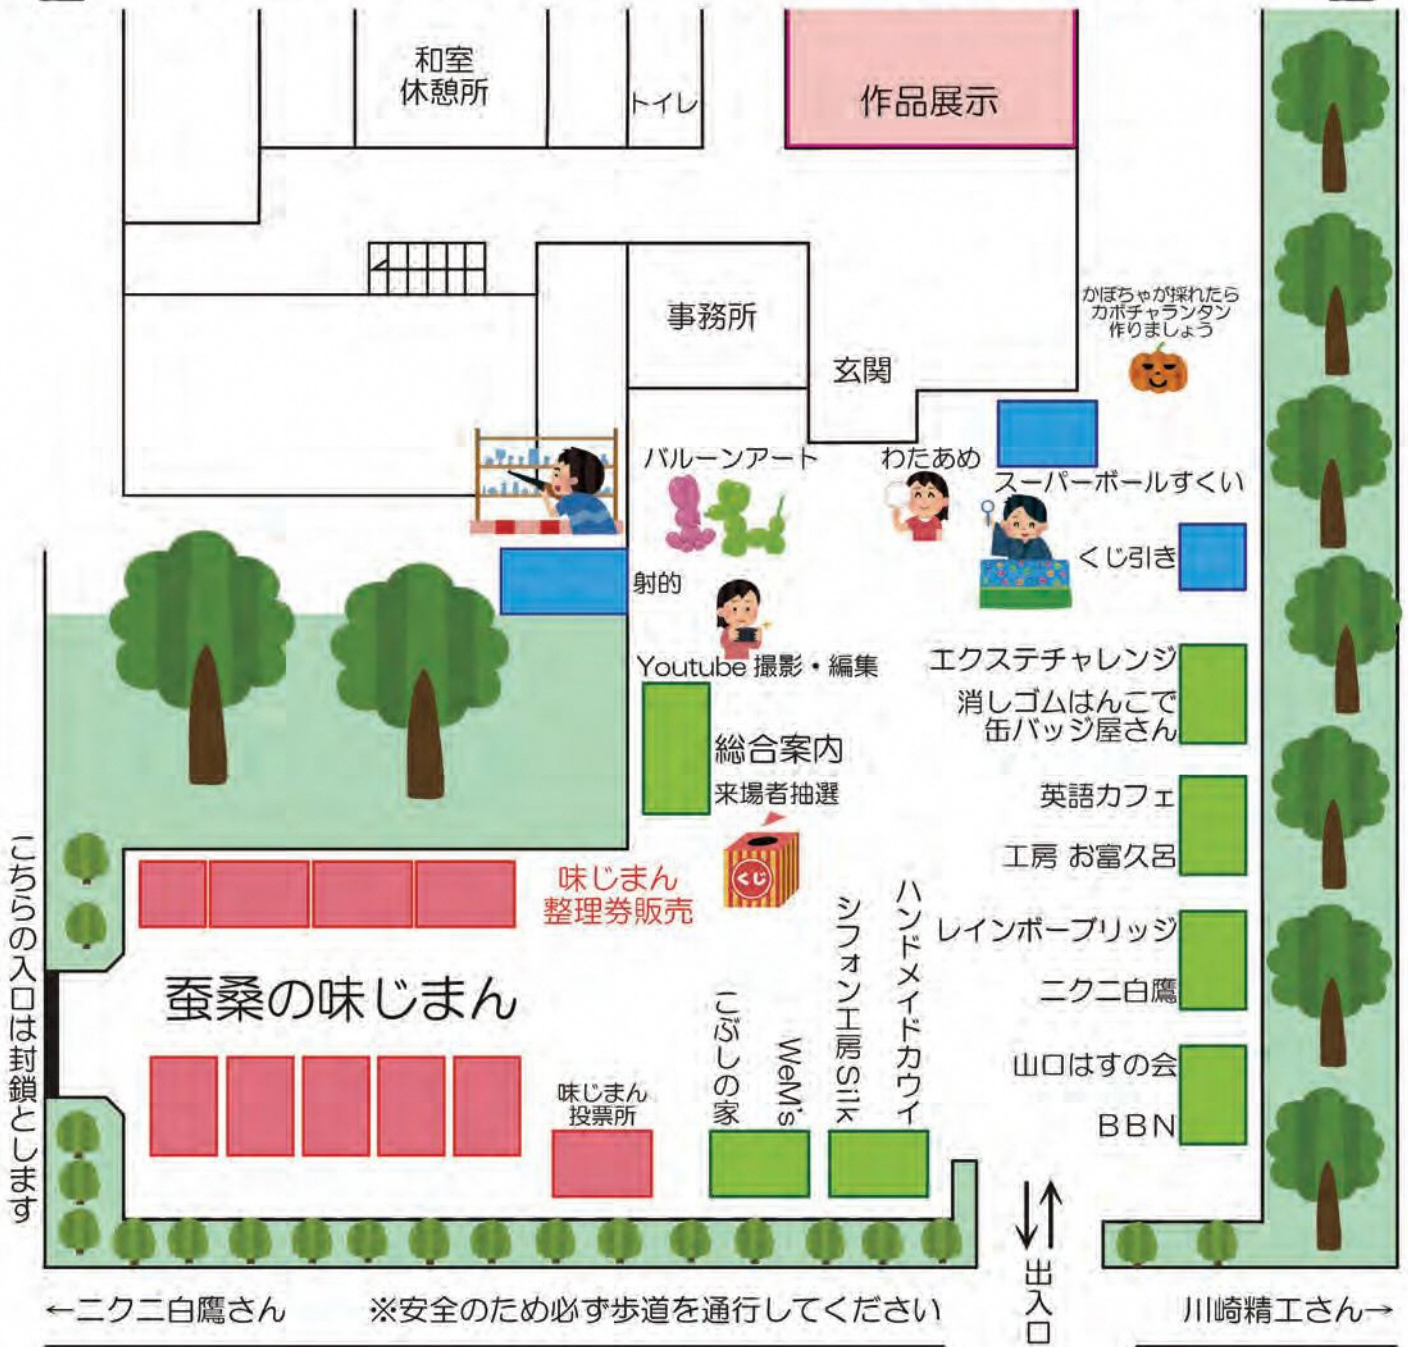 和室
休憩所
トイレ
作品展示
事務所
玄関
かぼちゃが採れたら
カボチャランタン
作りましょう
バルーンアート
わたあめ
スーパーボールすくい
くじ引き
射的
Youtube 撮影・編集
エクステチャレンジ
消しゴムはんこで
缶バッジ屋さん
総合案内
来場者抽選
英語カフェ
工房 お富久呂
くじ
味じまん
整理券販売
こちらの入口は封鎖とします
蚕桑の味じまん
味じまん
投票所
こぶしの家
WeM's
シフォン工房Silk
ハンドメイドカウイ
レインボーブリッジ
ニクニ白鷹
山口はすの会
BBN
出入口
←ニクニ白鷹さん
※安全のため必ず歩道を通行してください
川崎精工さん→